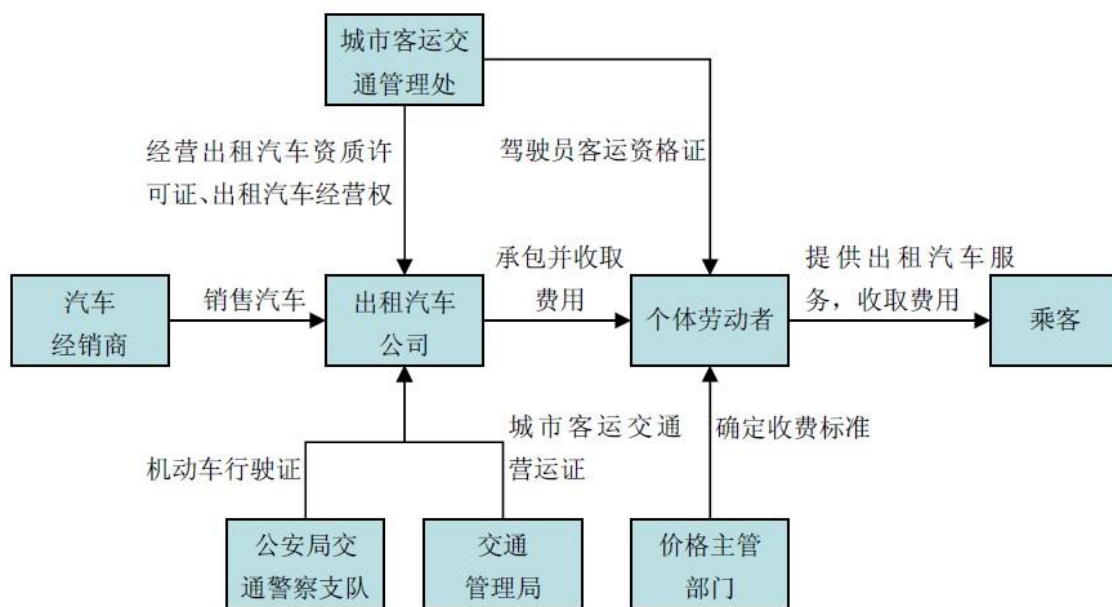 城市客运交
通管理处
经营出租汽车资质许
可证、出租汽车经营权
驾驶员客运资格证
汽车
经销商
销售汽车
出租汽车
公司
承包并收取
费用
个体劳动者
提供出租汽车服
务，收取费用
乘客
机动车行驶证
城市客运交通
营运证
确定收费标准
公安局交
通警察支队
交通
管理局
价格主管
部门